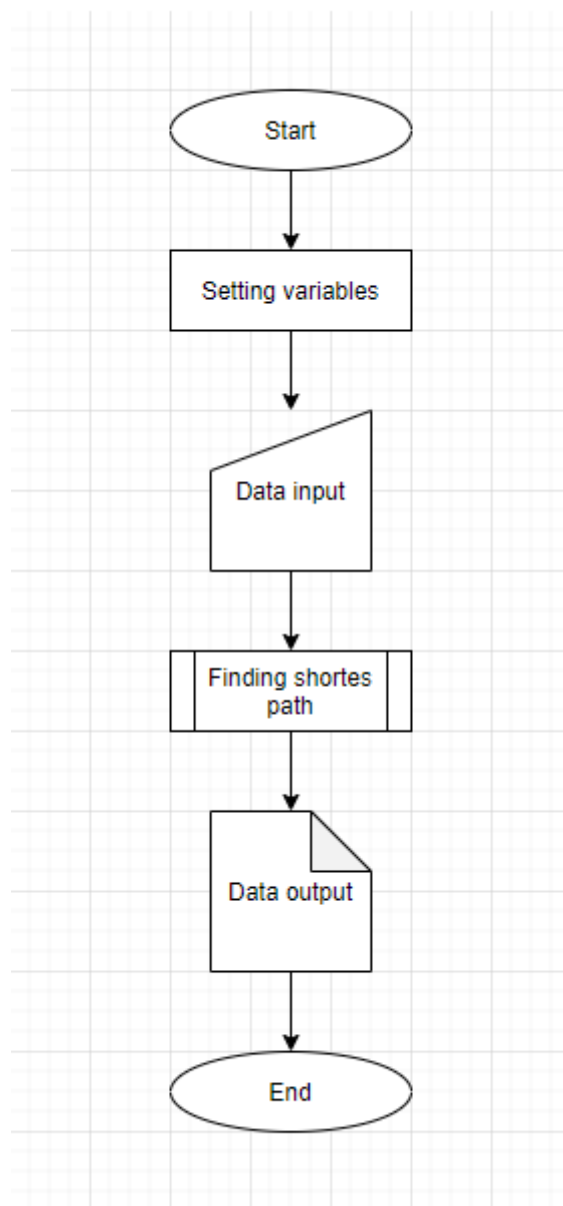 Start
Setting variables
Data input
Finding shortes
path
Data output
End